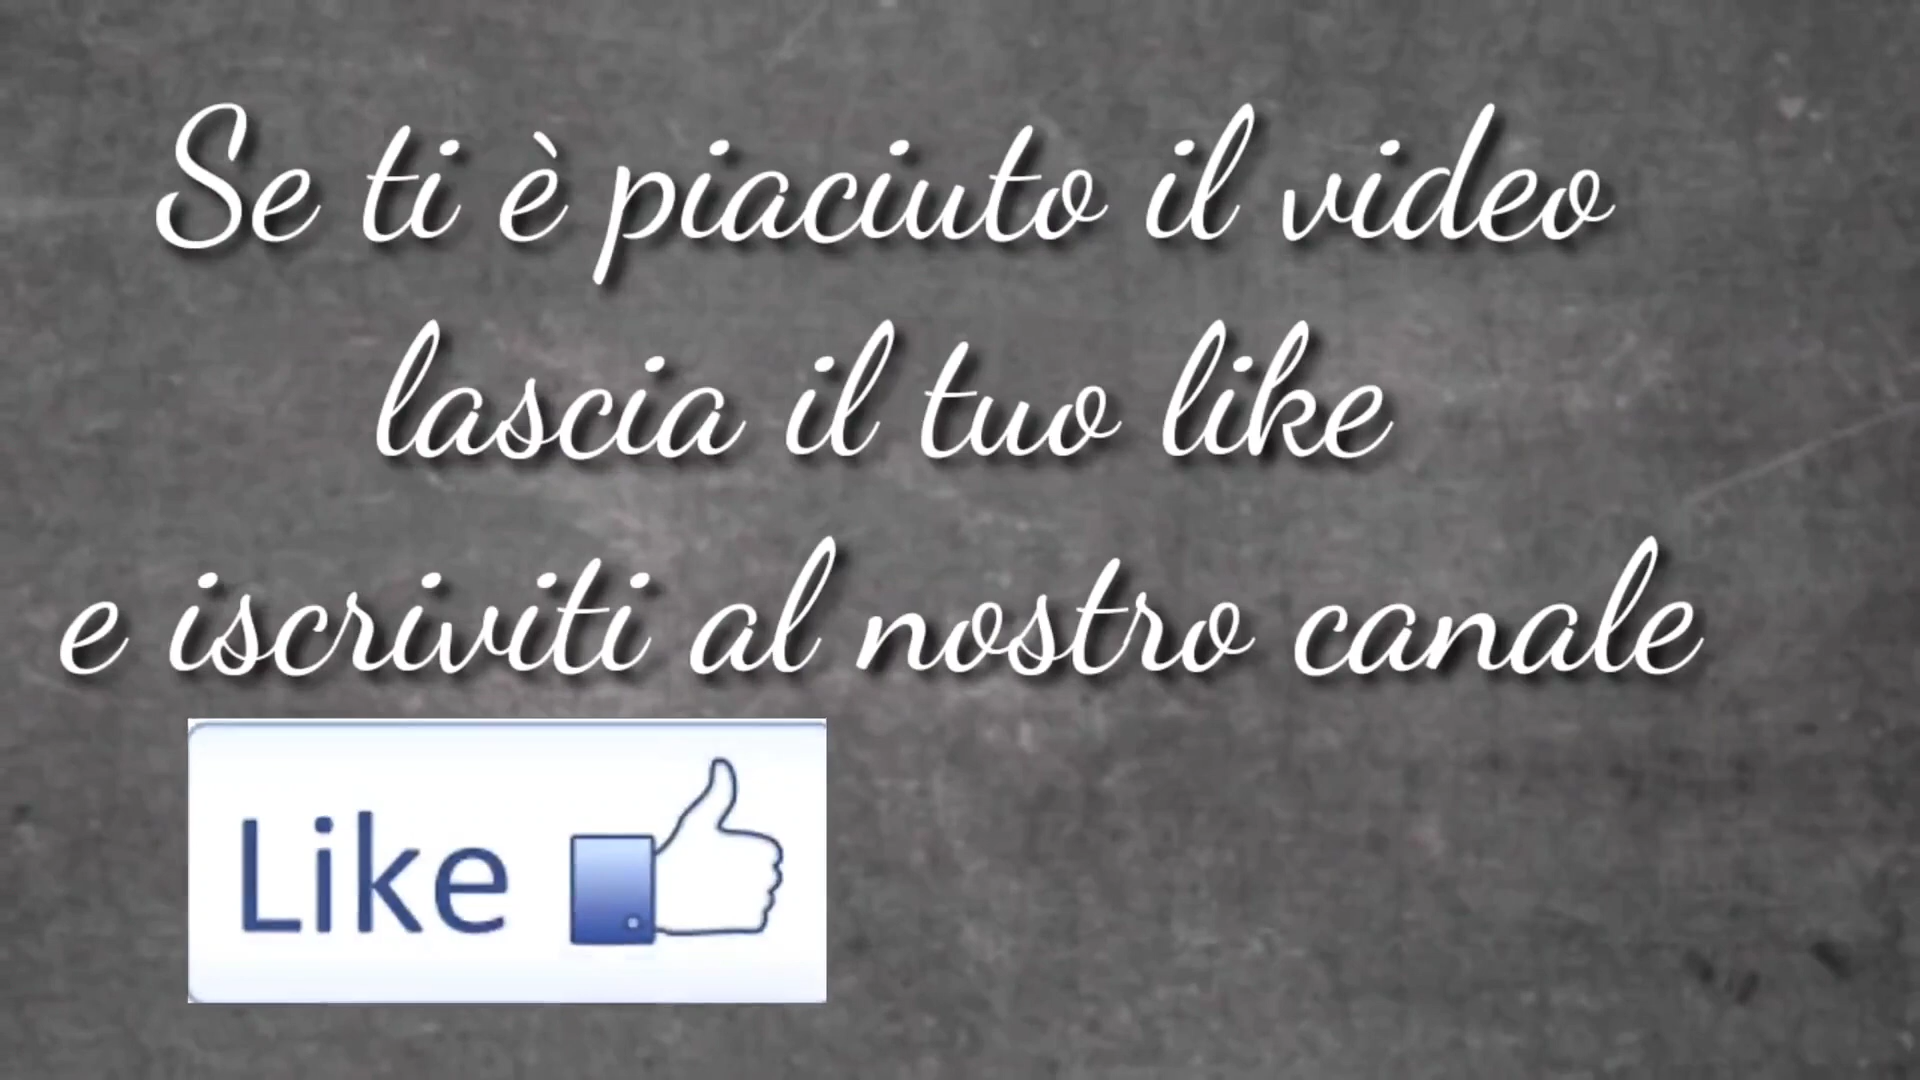 Se ti è piaciuto il video
lascia il tuo like
e iscriviti al nostro canale
Like